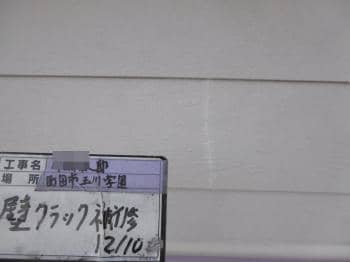 工事名 邸
場所 町田市玉川学園
壁クラック補修
12/10